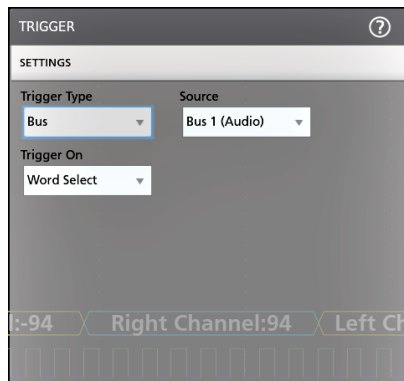 TRIGGER ?
SETTINGS
Trigger Type Source
Bus Bus 1 (Audio)
Trigger On
Word Select
l:-94 Right Channel:94 Left Ch